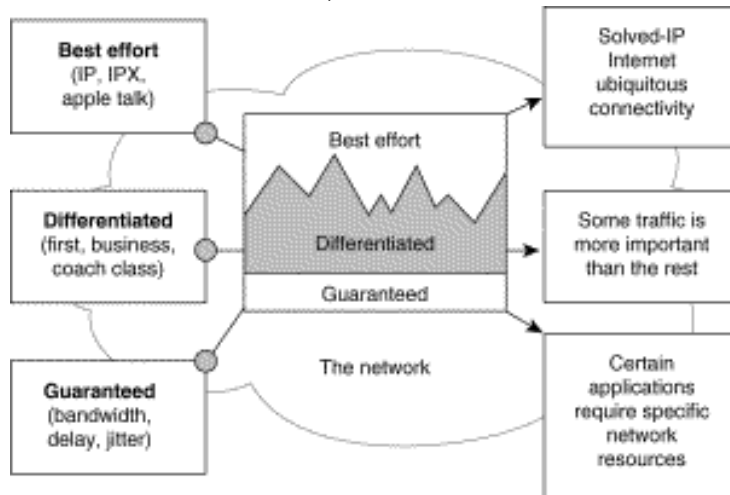 Best effort
(IP, IPX,
apple talk)
Solved-IP
Internet
ubiquitous
connectivity
Best effort
Differentiated
(first, business,
coach class)
Differentiated
Some traffic is
more important
than the rest
Guaranteed
The network
Guaranteed
(bandwidth,
delay, jitter)
Certain
applications
require specific
network
resources